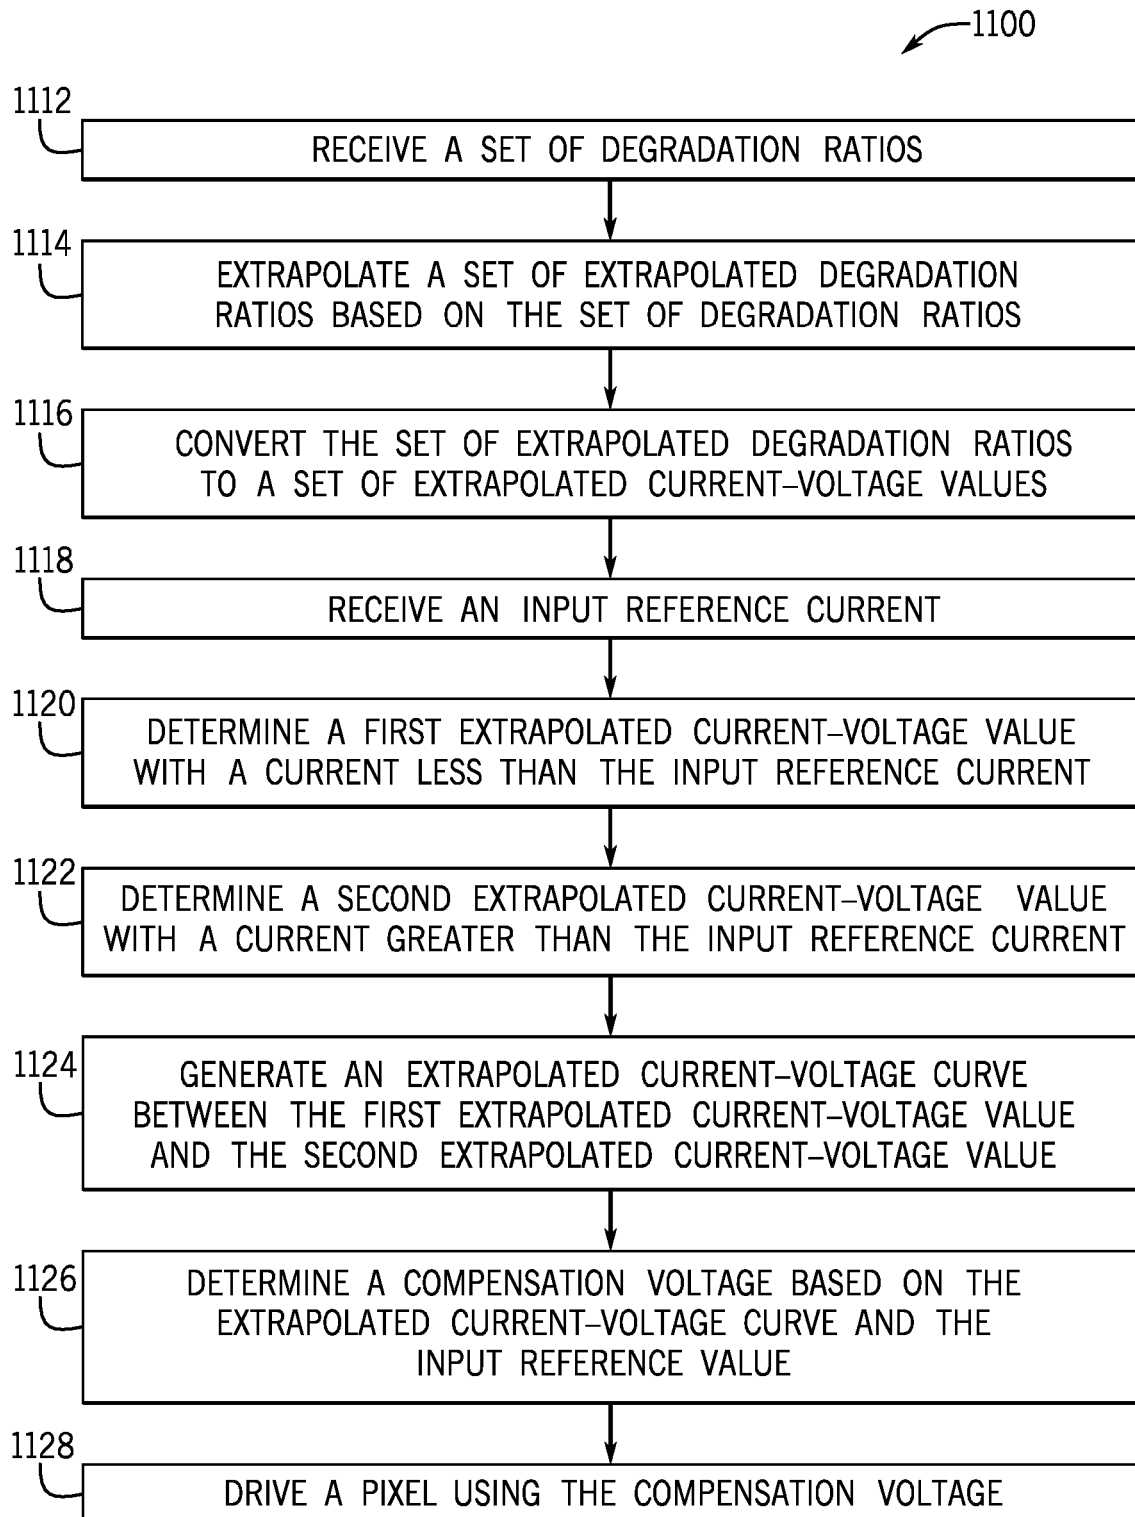 1100
1112
RECEIVE A SET OF DEGRADATION RATIOS
1114
EXTRAPOLATE A SET OF EXTRAPOLATED DEGRADATION
RATIOS BASED ON THE SET OF DEGRADATION RATIOS
1116
CONVERT THE SET OF EXTRAPOLATED DEGRADATION RATIOS
TO A SET OF EXTRAPOLATED CURRENT–VOLTAGE VALUES
1118
RECEIVE AN INPUT REFERENCE CURRENT
1120
DETERMINE A FIRST EXTRAPOLATED CURRENT–VOLTAGE VALUE
WITH A CURRENT LESS THAN THE INPUT REFERENCE CURRENT
1122
DETERMINE A SECOND EXTRAPOLATED CURRENT–VOLTAGE VALUE
WITH A CURRENT GREATER THAN THE INPUT REFERENCE CURRENT
1124
GENERATE AN EXTRAPOLATED CURRENT–VOLTAGE CURVE
BETWEEN THE FIRST EXTRAPOLATED CURRENT–VOLTAGE VALUE
AND THE SECOND EXTRAPOLATED CURRENT–VOLTAGE VALUE
1126
DETERMINE A COMPENSATION VOLTAGE BASED ON THE
EXTRAPOLATED CURRENT–VOLTAGE CURVE AND THE
INPUT REFERENCE VALUE
1128
DRIVE A PIXEL USING THE COMPENSATION VOLTAGE